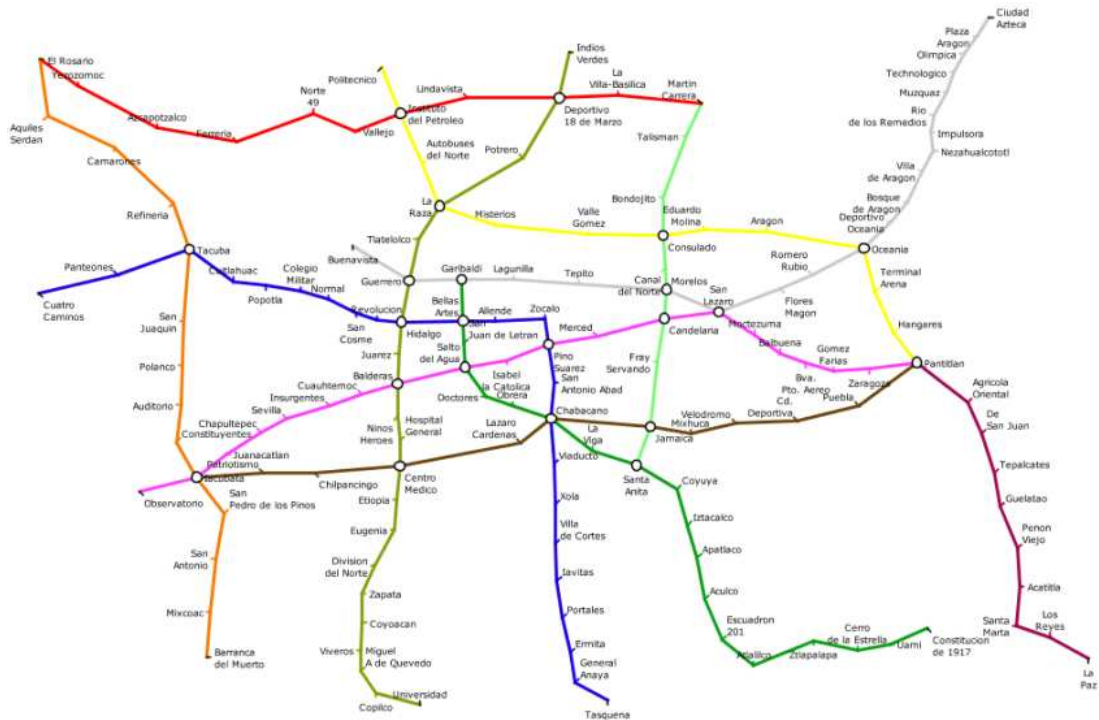 Ciudad
Azteca
Plaza
Aragon
Olimpica
Technologico
Muzquaz
Rio
de los Remedios
Impulsora
Nezahualcototl
Villa
de Aragon
Bosque
de Aragon
Deportivo
Oceania
Oceania
Indios
Verdes
Politecnico
El Rosario
Yerozomoc
Norte
49
Lindavista
La
Villa-Basilica
Martin
Carrera
Azcapotzalco
Ferreria
Vallejo
Instituto
del Petroleo
Deportivo
18 de Marzo
Aquiles
Serdan
Camarones
Autobuses
del Norte
Potrero
Talisman
Refineria
La
Raza
Misterios
Valle
Gomez
Bondojito
Eduardo
Molina
Consulado
Aragon
Tlatelolco
Buenavista
Tacuba
Panteones
Cuatro
Caminos
Cuitlahuac
Popotla
Colegio
Militar
Normal
Guerrero
Garibaldi
Lagunilla
Tepito
Canal
del Norte
Morelos
San
Lazaro
Romero
Rubio
Flores
Magon
Terminal
Arena
Hangares
Pantitlan
Revolucion
San
Cosme
Hidalgo
Bellas
Artes
Allende
Zocalo
San
Juan de Letran
Merced
Candelaria
Moctezuma
Balbuena
Gomez
Farias
Bva.
Pto. Aereo
Zaragoza
San
Juaquin
Juarez
Salto
del Agua
Pino
Suarez
Fray
Servando
Polanco
Balderas
Isabel
la Catolica
San
Antonio Abad
Cuauhtemoc
Insurgentes
Sevilla
Doctores
Obrera
Chabacano
Cd.
Deportiva
Puebla
Velodromo
Mixhuca
Jamaica
Agricola
Oriental
De
San Juan
Auditorio
Chapultepec
Constituyentes
Juanacatlan
Ninos
Heroes
Hospital
General
Lazaro
Cardenas
La
Viga
Patriotismo
Tacubata
Chilpancingo
Centro
Medico
Viaducto
Santa
Anita
Coyuya
Tepalcates
Observatorio
San
Pedro de los Pinos
Etiopia
Xola
Iztacalco
Guelatao
Eugenia
Villa
de Cortes
Apatlaco
Penon
Viejo
San
Antonio
Division
del Norte
Iavitas
Aculco
Acatitla
Mixcoac
Zapata
Coyoacan
Portales
Escuadron
201
Santa
Marta
Los
Reyes
Viveros
Miguel
A de Quevedo
Ermita
Atlalilco
Ztlapalapa
Cerro
de la Estrella
Uami
Constitucion
de 1917
Barranca
del Muerto
General
Anaya
La
Paz
Copilco
Universidad
Tasquena